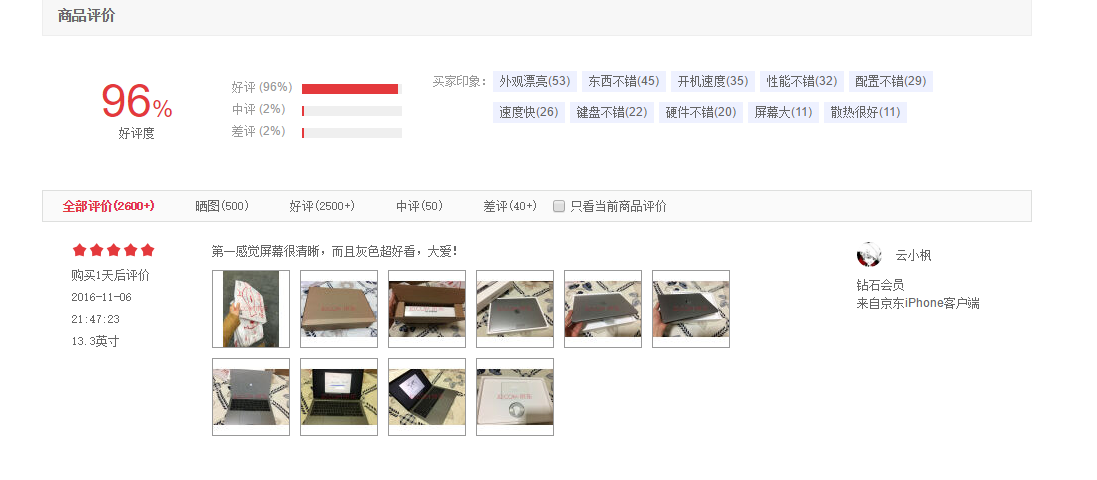 商品评价
96%
好评度
好评 (96%)
中评 (2%)
差评 (2%)
买家印象： 外观漂亮(53) 东西不错(45) 开机速度(35) 性能不错(32) 配置不错(29)
速度快(26) 键盘不错(22) 硬件不错(20) 屏幕大(11) 散热很好(11)
全部评价(2600+) 晒图(500) 好评(2500+) 中评(50) 差评(40+) 只看当前商品评价
购买1天后评价
2016-11-06
21:47:23
13.3英寸
第一感觉屏幕很清晰，而且灰色超好看，大爱！
云小枫
钻石会员
来自京东iPhone客户端